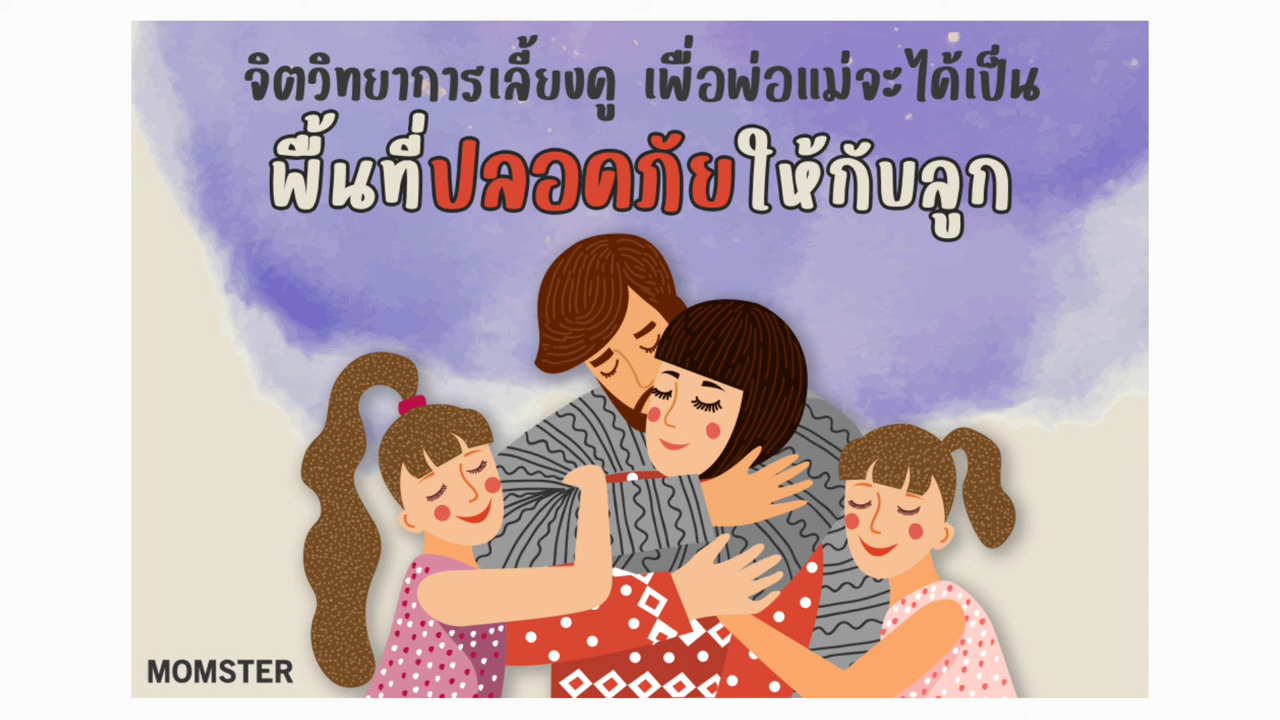 จิตวิทยาการเลี้ยงดู เพื่อพ่อแม่จะได้เป็น
พื้นที่ปลอดภัยให้กับลูก
MOMSTER